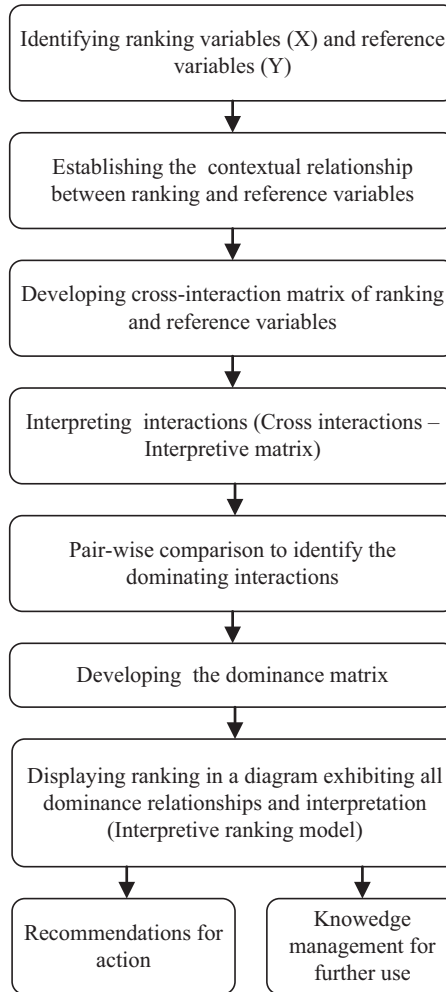 Identifying ranking variables (X) and reference
variables (Y)
Establishing the contextual relationship
between ranking and reference variables
Developing cross-interaction matrix of ranking
and reference variables
Interpreting interactions (Cross interactions –
Interpretive matrix)
Pair-wise comparison to identify the
dominating interactions
Developing the dominance matrix
Displaying ranking in a diagram exhibiting all
dominance relationships and interpretation
(Interpretive ranking model)
Recommendations for
action
Knowedge
management for
further use